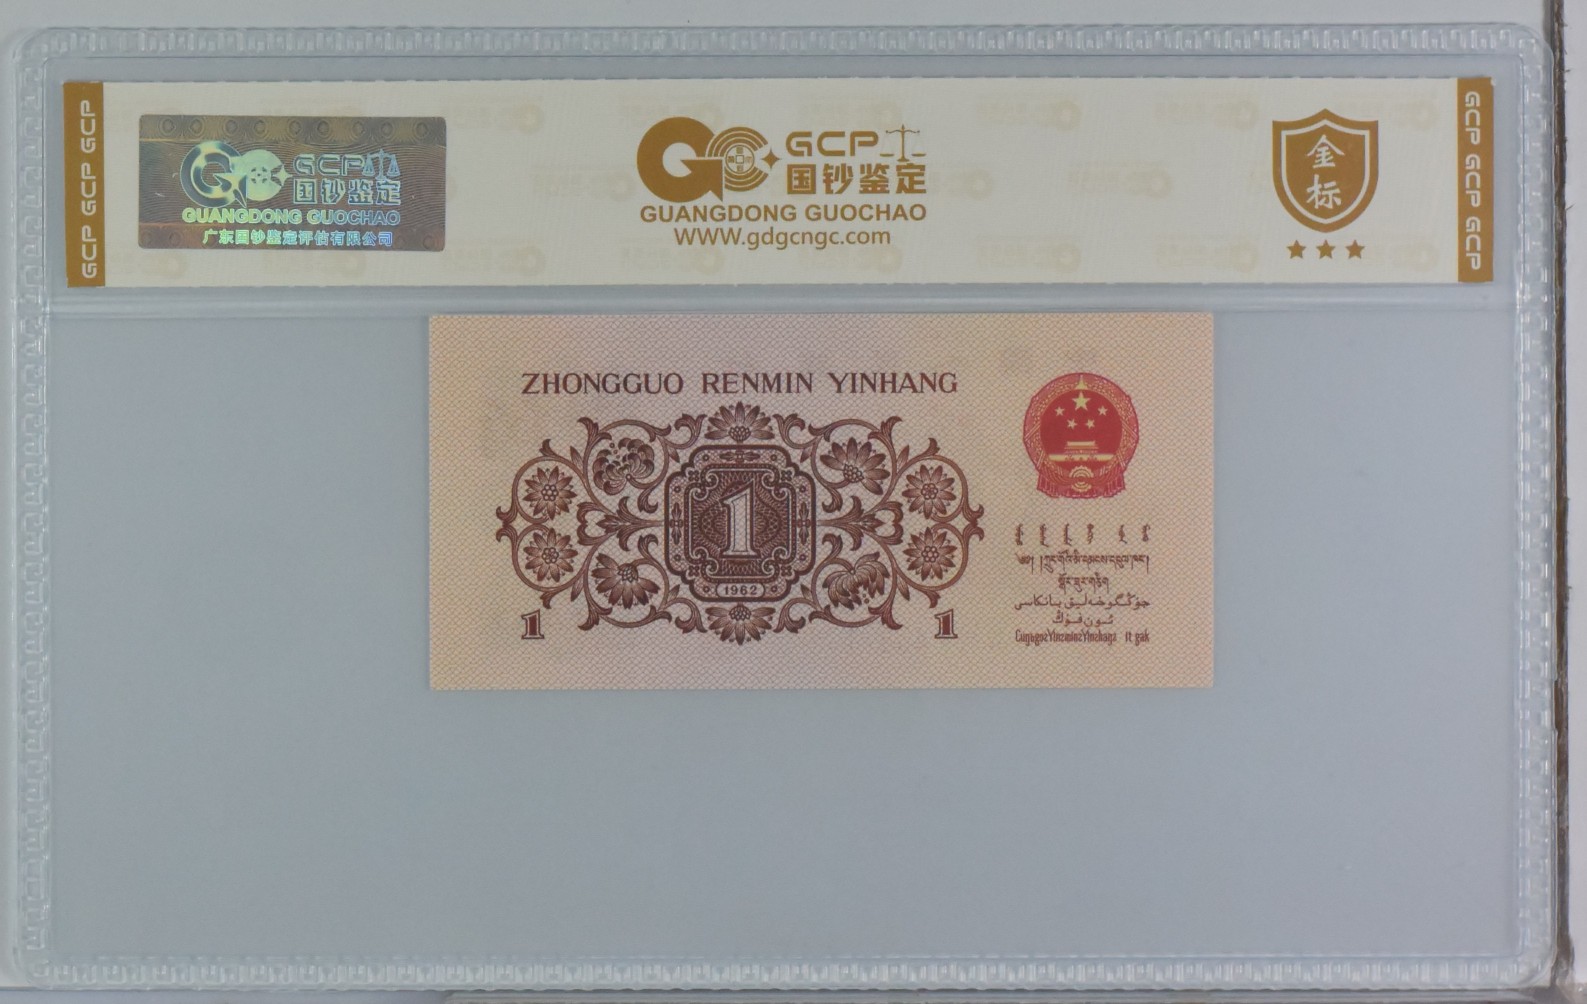 GCP GCP GCP
GCP 国钞鉴定
GUANGDONG GUOCHAO
广东国钞鉴定评估有限公司
GCP
国钞鉴定
GUANGDONG GUOCHAO
WWW.gdgcngc.com
金标
GCP GCP GCP
ZHONGGUO RENMIN YINHANG
1
1962
1
1
جۇڭگوخەلىق بانكاسى